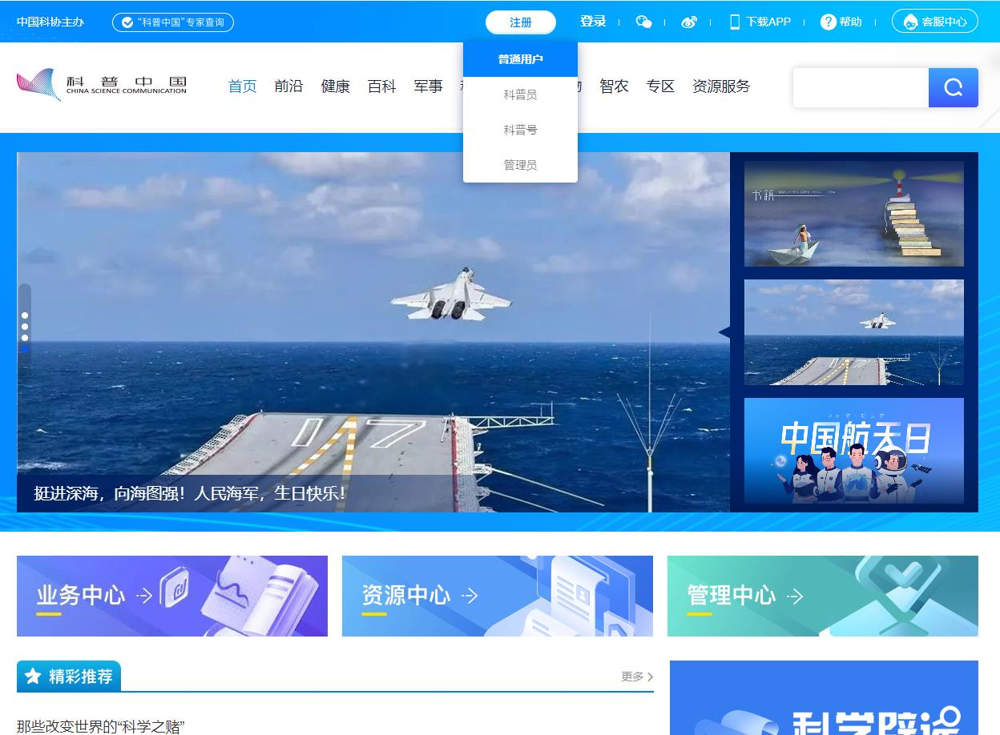 中国科协主办
“科普中国”专家查询
注册
登录
下载APP
帮助
客服中心
普通用户
科普员
科普号
管理员
科普中国
CHINA SCIENCE COMMUNICATION
首页 前沿 健康 百科 军事 智农 专区 资源服务
书籍
17
挺进深海，向海图强！人民海军，生日快乐！
中国航天日
业务中心
资源中心
管理中心
精彩推荐
更多
那些改变世界的“科学之赌”
科学辟谣